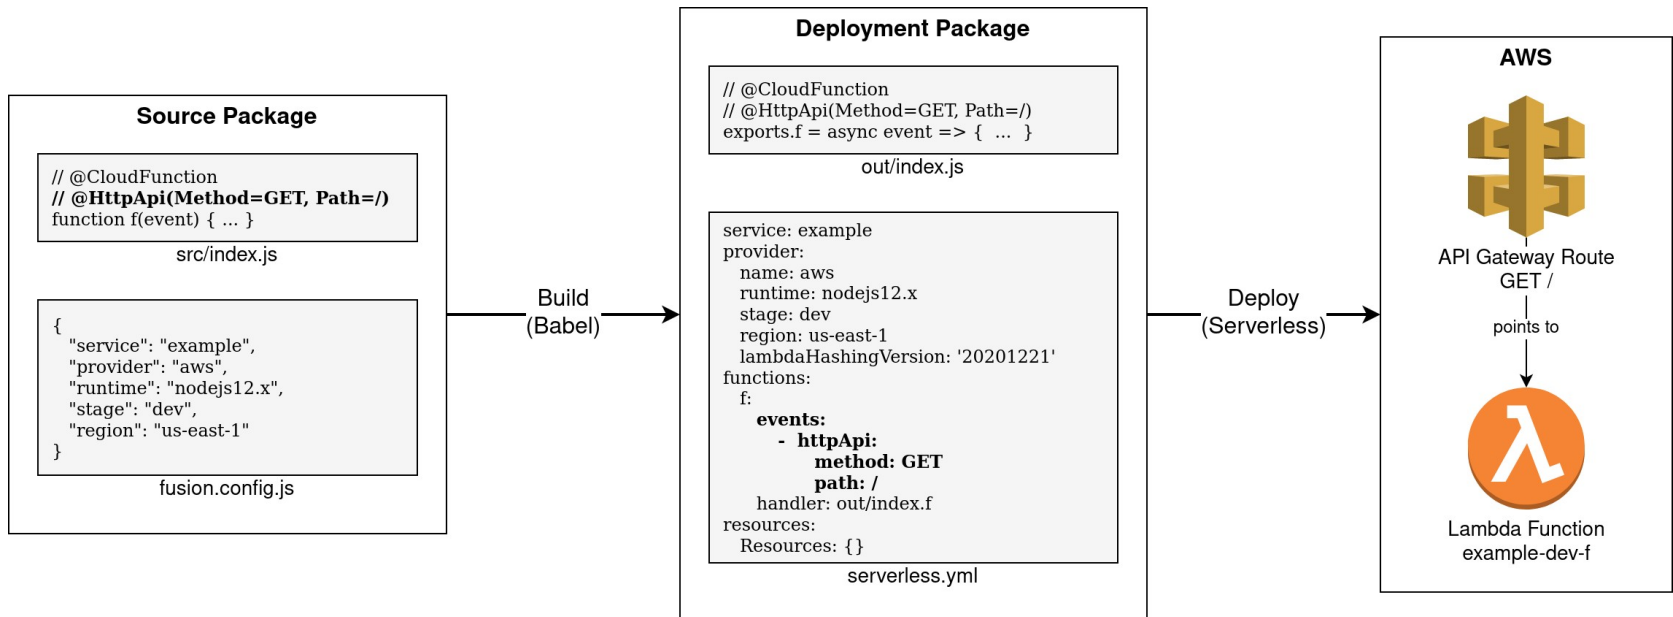 Source Package
// @CloudFunction
// @HttpApi(Method=GET, Path=/)
function f(event) { ... }
src/index.js
{
"service": "example",
"provider": "aws",
"runtime": "nodejs12.x",
"stage": "dev",
"region": "us-east-1"
}
fusion.config.js
Build
(Babel)
Deployment Package
// @CloudFunction
// @HttpApi(Method=GET, Path=/)
exports.f = async event => { ... }
out/index.js
service: example
provider:
name: aws
runtime: nodejs12.x
stage: dev
region: us-east-1
lambdaHashingVersion: '20201221'
functions:
f:
events:
- httpApi:
method: GET
path: /
handler: out/index.f
resources:
Resources: {}
serverless.yml
Deploy
(Serverless)
AWS
API Gateway Route
GET /
points to
Lambda Function
example-dev-f